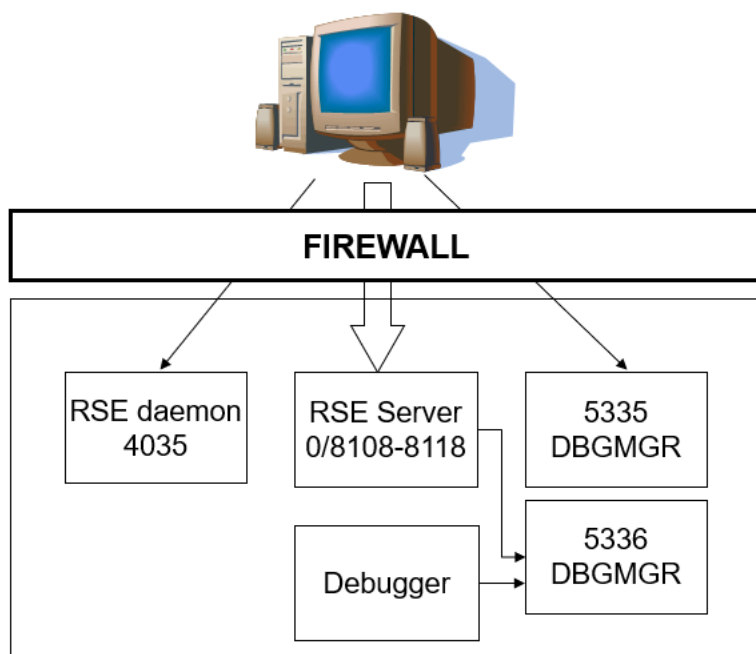 FIREWALL
RSE daemon
4035
RSE Server
0/8108-8118
5335
DBGMGR
Debugger
5336
DBGMGR